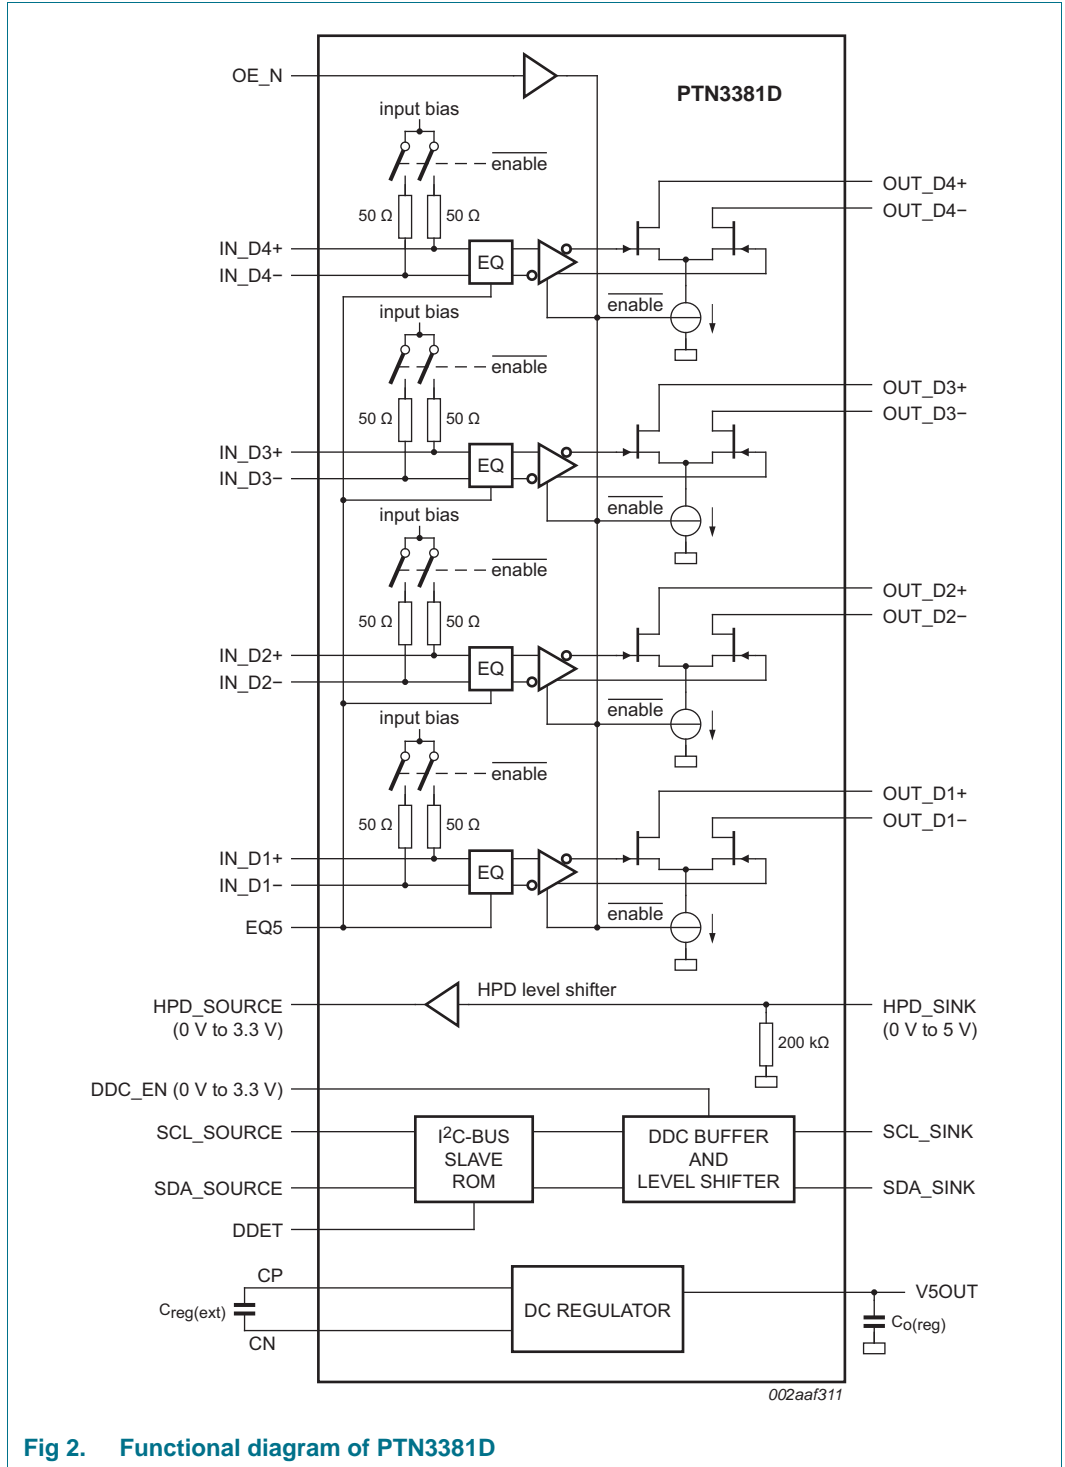 OE_N
PTN3381D
input bias
enable
50 Ω
50 Ω
OUT_D4+
OUT_D4−
IN_D4+
IN_D4−
EQ
enable
input bias
enable
50 Ω
50 Ω
OUT_D3+
OUT_D3−
IN_D3+
IN_D3−
EQ
enable
input bias
enable
50 Ω
50 Ω
OUT_D2+
OUT_D2−
IN_D2+
IN_D2−
EQ
enable
input bias
enable
50 Ω
50 Ω
OUT_D1+
OUT_D1−
IN_D1+
IN_D1−
EQ
enable
EQ5
HPD level shifter
HPD_SOURCE
(0 V to 3.3 V)
HPD_SINK
(0 V to 5 V)
200 kΩ
DDC_EN (0 V to 3.3 V)
SCL_SOURCE
SDA_SOURCE
I2C-BUS
SLAVE
ROM
DDC BUFFER
AND
LEVEL SHIFTER
SCL_SINK
SDA_SINK
DDET
CP
Creg(ext)
CN
DC REGULATOR
V5OUT
Co(reg)
002aaf311
Fig 2. Functional diagram of PTN3381D